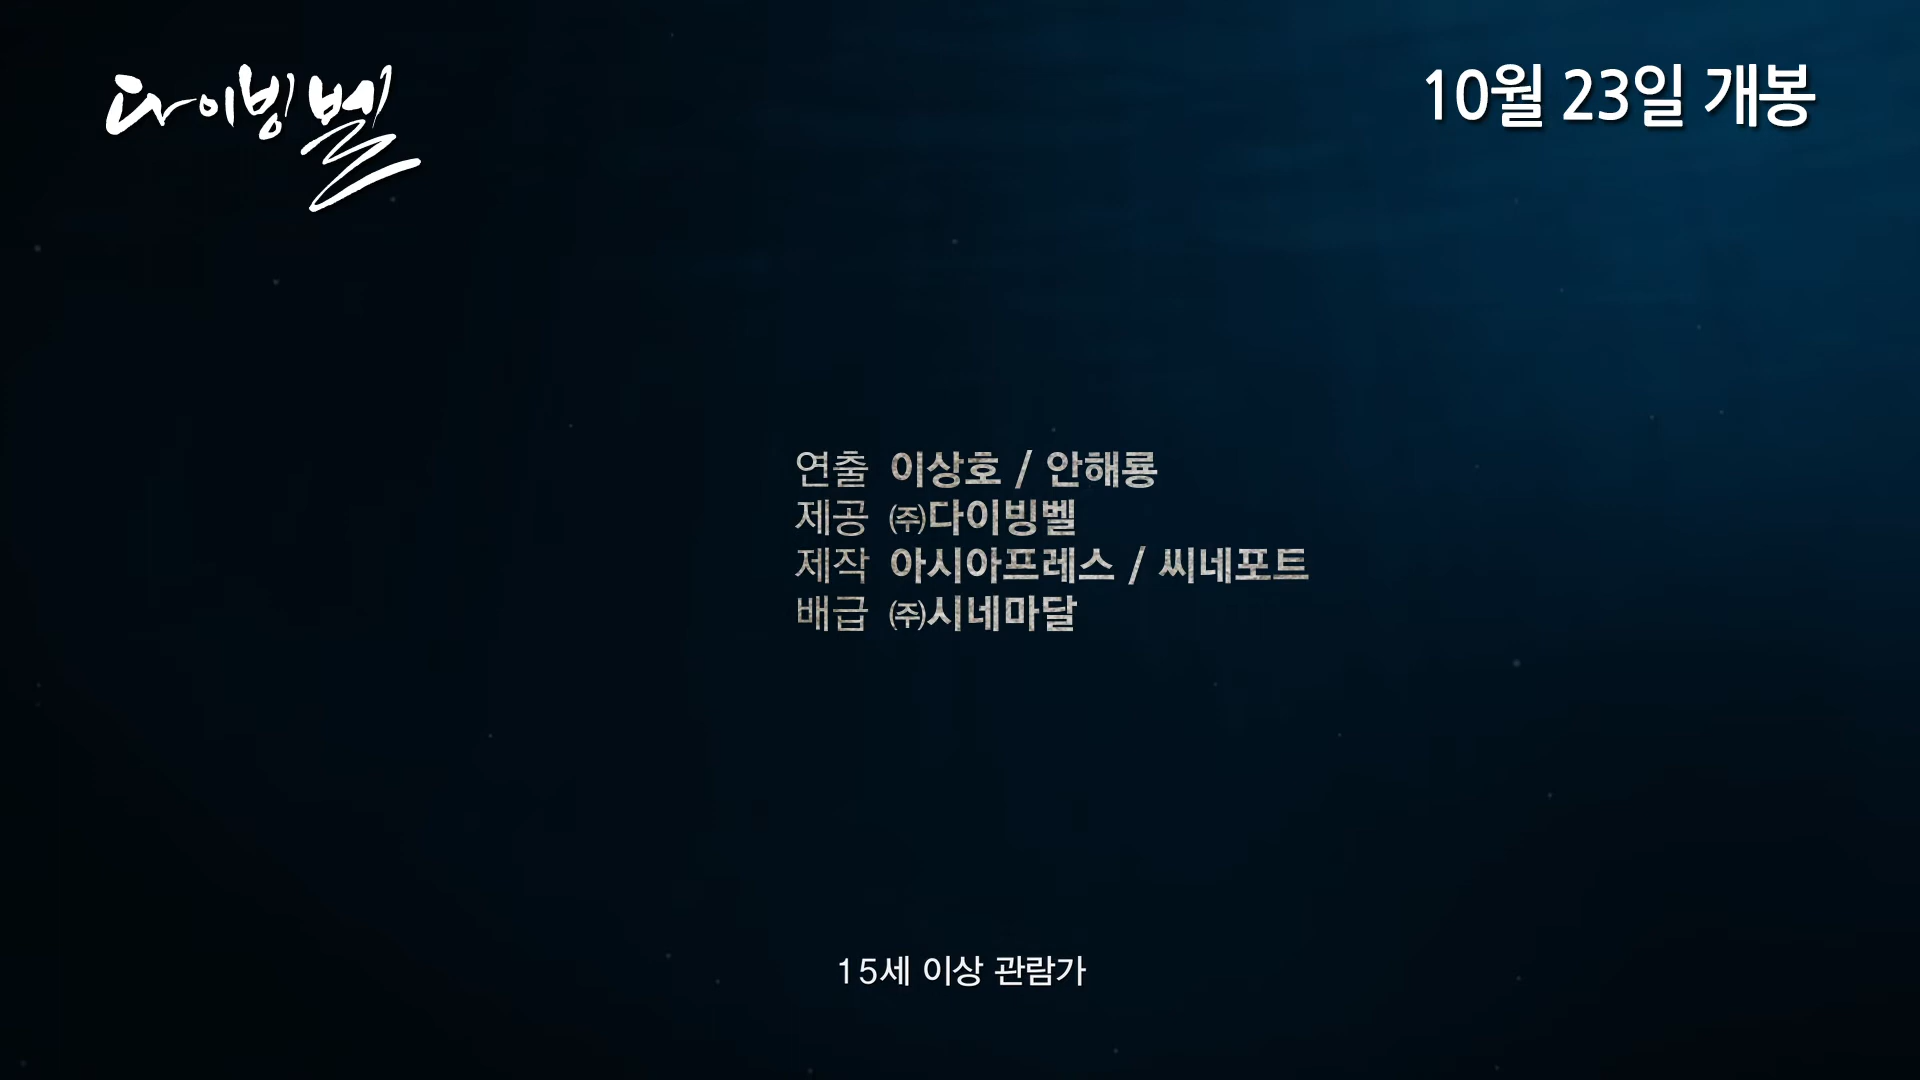 다이빙벨
10월 23일 개봉
연출 이상호 / 안해룡
제공 ㈜다이빙벨
제작 아시아프레스 / 씨네포트
배급 ㈜시네마달
15세 이상 관람가